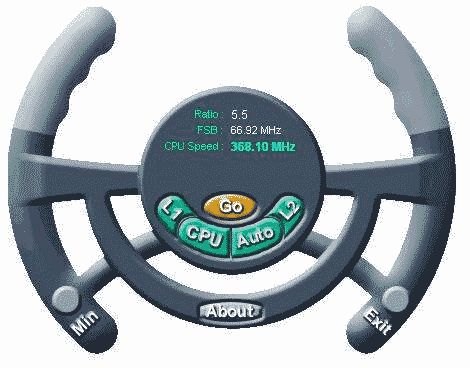 Ratio : 5.5
FSB : 66.92 MHz
CPU Speed : 368.10 MHz
Go
L1 CPU Auto L2
About
Min Exit